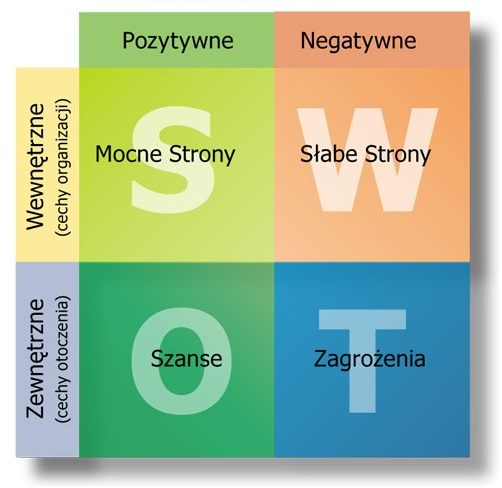 Pozytywne
Negatywne
Wewnętrzne
(cechy organizacji)
S
Mocne Strony
W
Słabe Strony
Zewnętrzne
(cechy otoczenia)
O
Szanse
T
Zagrożenia